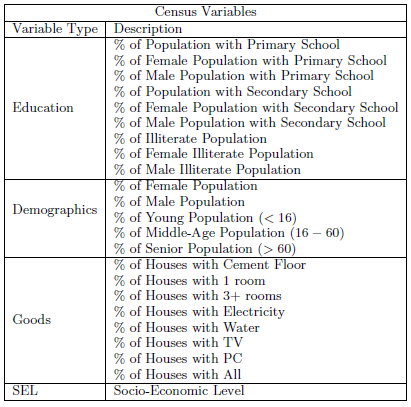 Census Variables
Variable Type Description
Education
% of Population with Primary School
% of Female Population with Primary School
% of Male Population with Primary School
% of Population with Secondary School
% of Female Population with Secondary School
% of Male Population with Secondary School
% of Illiterate Population
% of Female Illiterate Population
% of Male Illiterate Population
Demographics
% of Female Population
% of Male Population
% of Young Population (< 16)
% of Middle-Age Population (16 − 60)
% of Senior Population (> 60)
Goods
% of Houses with Cement Floor
% of Houses with 1 room
% of Houses with 3+ rooms
% of Houses with Electricity
% of Houses with Water
% of Houses with TV
% of Houses with PC
% of Houses with All
SEL Socio-Economic Level